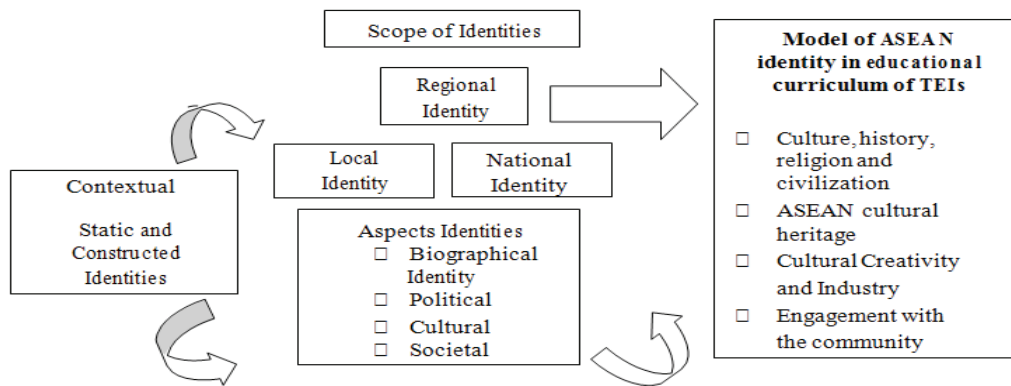 Scope of Identities
Regional
Identity
Local
Identity
National
Identity
Contextual
Static and
Constructed
Identities
Aspects Identities
☐ Biographical
Identity
☐ Political
☐ Cultural
☐ Societal
Model of ASEAN
identity in educational
curriculum of TEIs
☐ Culture, history,
religion and
civilization
☐ ASEAN cultural
heritage
☐ Cultural Creativity
and Industry
☐ Engagement with
the community